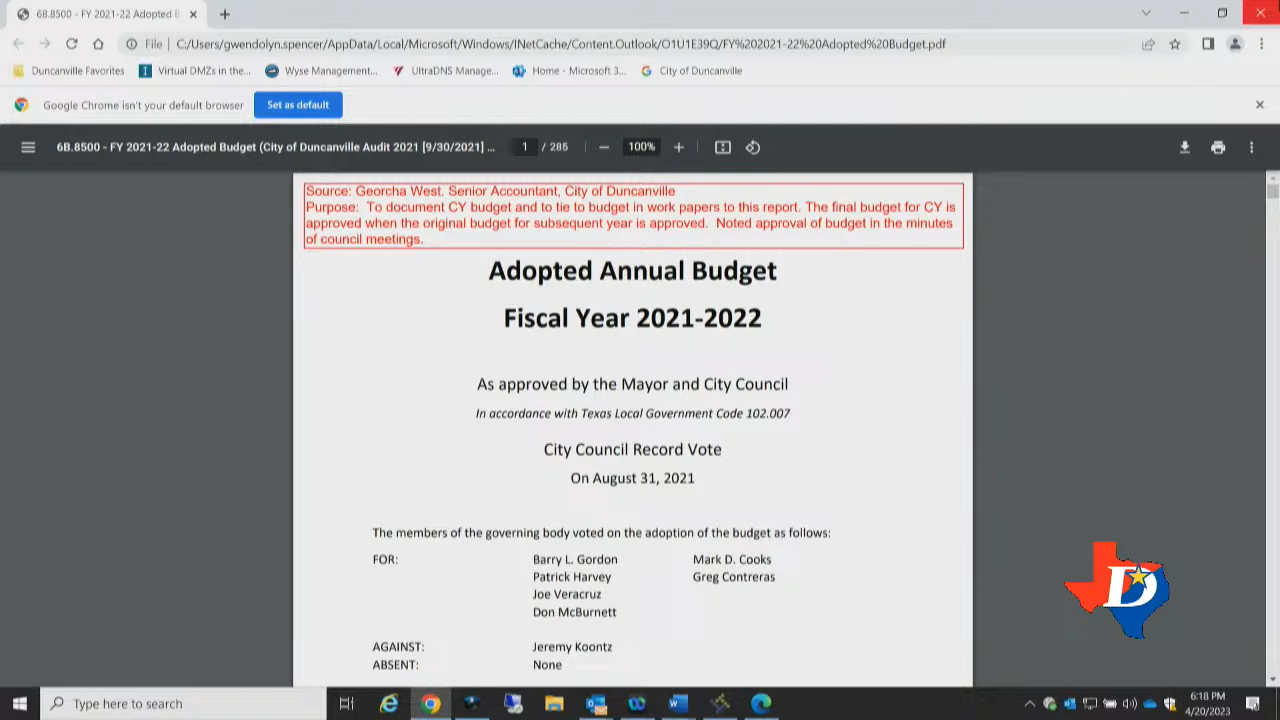 6B.8500 - FY 2021-22 Adopted B
File | C:/Users/gwendolyn.spencer/AppData/Local/Microsoft/Windows/INetCache/Content.Outlook/O1U1E39Q/FY%202021-22%20Adopted%20Budget.pdf
Duncanville Favorites Virtual DMZs in the... Wyse Management... UltraDNS Manage... Home - Microsoft 3... City of Duncanville
Google Chrome isn't your default browser Set as default
6B.8500 - FY 2021-22 Adopted Budget (City of Duncanville Audit 2021 [9/30/2021] ... 1 / 285 100%
Source: Georcha West. Senior Accountant, City of Duncanville
Purpose: To document CY budget and to tie to budget in work papers to this report. The final budget for CY is
approved when the original budget for subsequent year is approved. Noted approval of budget in the minutes
of council meetings.
Adopted Annual Budget
Fiscal Year 2021-2022
As approved by the Mayor and City Council
In accordance with Texas Local Government Code 102.007
City Council Record Vote
On August 31, 2021
The members of the governing body voted on the adoption of the budget as follows:
FOR: Barry L. Gordon Mark D. Cooks
Patrick Harvey Greg Contreras
Joe Veracruz
Don McBurnett
AGAINST: Jeremy Koontz
ABSENT: None
D
Type here to search
6:18 PM
4/20/2023